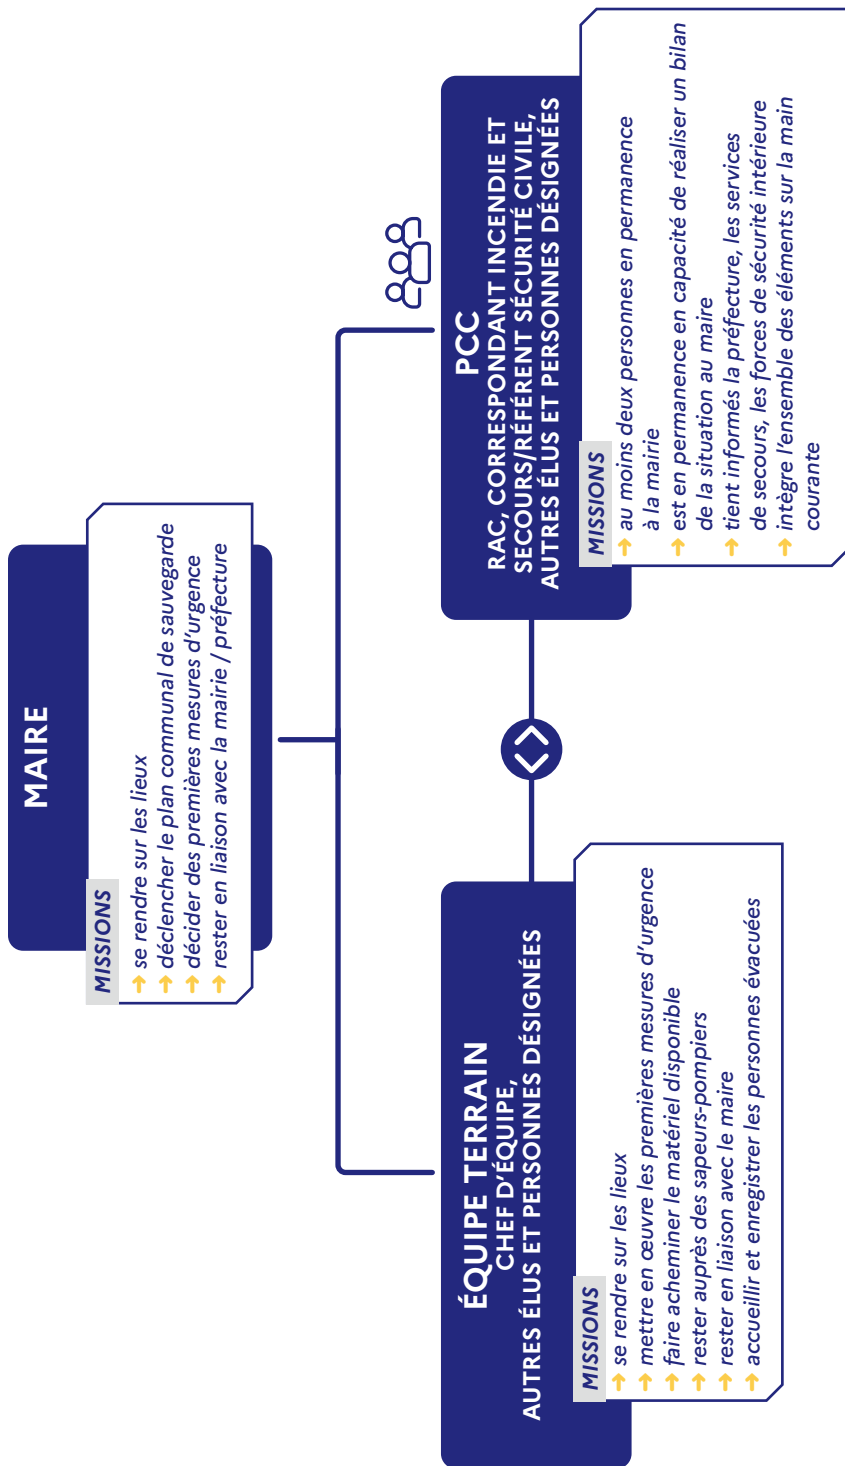 MAIRE
MISSIONS
→ se rendre sur les lieux
→ déclencher le plan communal de sauvegarde
→ décider des premières mesures d'urgence
→ rester en liaison avec la mairie / préfecture
ÉQUIPE TERRAIN
CHEF D'ÉQUIPE,
AUTRES ÉLUS ET PERSONNES DÉSIGNÉES
MISSIONS
→ se rendre sur les lieux
→ mettre en œuvre les premières mesures d'urgence
→ faire acheminer le matériel disponible
→ rester auprès des sapeurs-pompiers
→ rester en liaison avec le maire
→ accueillir et enregistrer les personnes évacuées
PCC
RAC, CORRESPONDANT INCENDIE ET
SECOURS/RÉFÉRENT SÉCURITÉ CIVILE,
AUTRES ÉLUS ET PERSONNES DÉSIGNÉES
MISSIONS
→ au moins deux personnes en permanence
à la mairie
→ est en permanence en capacité de réaliser un bilan
de la situation au maire
→ tient informés la préfecture, les services
de secours, les forces de sécurité intérieure
→ intègre l'ensemble des éléments sur la main
courante